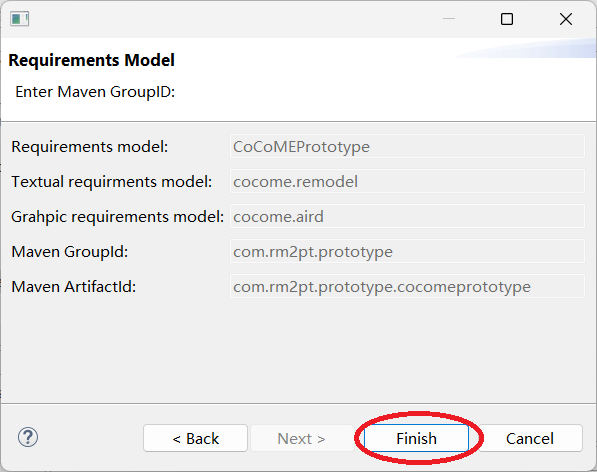 Requirements Model
Enter Maven GroupID:
Requirements model: CoCoMEPrototype
Textual requirments model: cocome.remodel
Grahpic requirements model: cocome.aird
Maven GroupId: com.rm2pt.prototype
Maven ArtifactId: com.rm2pt.prototype.cocomeprototype
? < Back Next > Finish Cancel